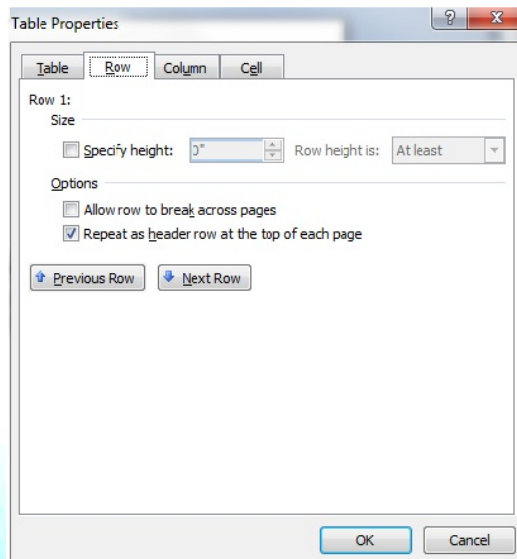 Table Properties
Table Row Column Cell
Row 1:
Size
Specify height: 0" Row height is: At least
Options
Allow row to break across pages
Repeat as header row at the top of each page
Previous Row Next Row
OK Cancel